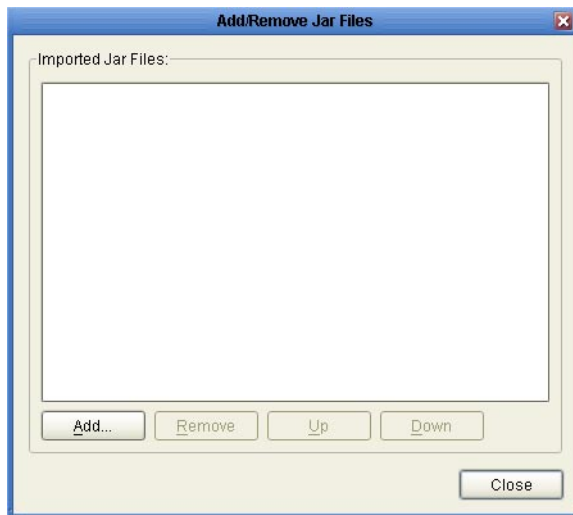 Add/Remove Jar Files
Imported Jar Files:
Add... Remove Up Down
Close